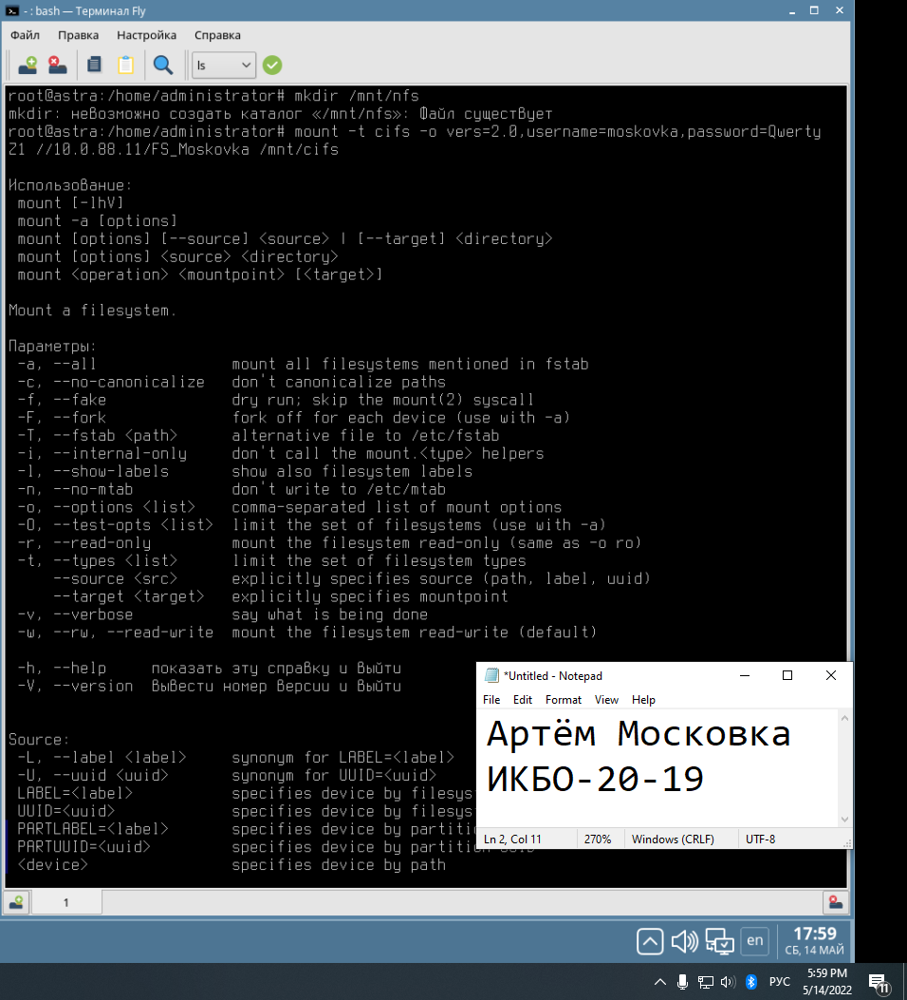 - : bash — Терминал Fly
Файл Правка Настройка Справка
ls
root@astra:/home/administrator# mkdir /mnt/nfs
mkdir: невозможно создать каталог «/mnt/nfs»: Файл существует
root@astra:/home/administrator# mount -t cifs -o vers=2.0,username=moskovka,password=Qwerty
Z1 //10.0.88.11/FS_Moskovka /mnt/cifs
Использование:
mount [-lhV]
mount -a [options]
mount [options] [--source] <source> | [--target] <directory>
mount [options] <source> <directory>
mount <operation> <mountpoint> [<target>]
Mount a filesystem.
Параметры:
-a, --all mount all filesystems mentioned in fstab
-c, --no-canonicalize don't canonicalize paths
-f, --fake dry run; skip the mount(2) syscall
-F, --fork fork off for each device (use with -a)
-T, --fstab <path> alternative file to /etc/fstab
-i, --internal-only don't call the mount.<type> helpers
-l, --show-labels show also filesystem labels
-n, --no-mtab don't write to /etc/mtab
-o, --options <list> comma-separated list of mount options
-O, --test-opts <list> limit the set of filesystems (use with -a)
-r, --read-only mount the filesystem read-only (same as -o ro)
-t, --types <list> limit the set of filesystem types
--source <src> explicitly specifies source (path, label, uuid)
--target <target> explicitly specifies mountpoint
-v, --verbose say what is being done
-w, --rw, --read-write mount the filesystem read-write (default)
-h, --help показать эту справку и выйти
-V, --version вывести номер версии и выйти
Source:
-L, --label <label> synonym for LABEL=<label>
-U, --uuid <uuid> synonym for UUID=<uuid>
LABEL=<label> specifies device by filesys
UUID=<uuid> specifies device by filesys
PARTLABEL=<label> specifies device by partiti
PARTUUID=<uuid> specifies device by partition
<device> specifies device by path
*Untitled - Notepad
File Edit Format View Help
Артём Московка
ИКБО-20-19
Ln 2, Col 11 270% Windows (CRLF) UTF-8
1
en
17:59
СБ, 14 МАЙ
РУС
5:59 PM
5/14/2022
11